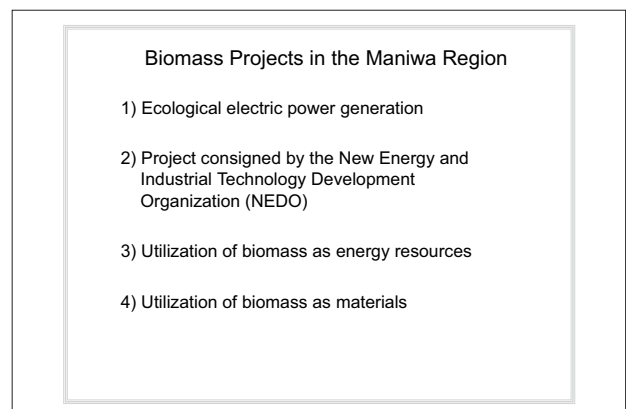 Biomass Projects in the Maniwa Region
1) Ecological electric power generation
2) Project consigned by the New Energy and
Industrial Technology Development
Organization (NEDO)
3) Utilization of biomass as energy resources
4) Utilization of biomass as materials